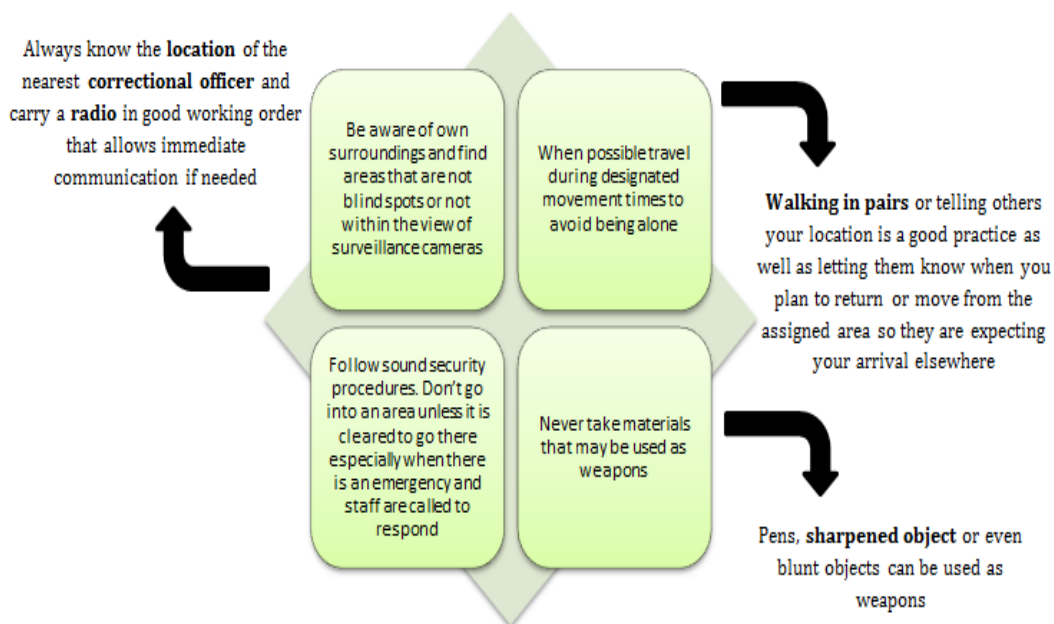 Always know the location of the
nearest correctional officer and
carry a radio in good working order
that allows immediate
communication if needed
Be aware of own
surroundings and find
areas that are not
blind spots or not
within the view of
surveillance cameras
When possible travel
during designated
movement times to
avoid being alone
Walking in pairs or telling others
your location is a good practice as
well as letting them know when you
plan to return or move from the
assigned area so they are expecting
your arrival elsewhere
Follow sound security
procedures. Don't go
into an area unless it is
cleared to go there
especially when there
is an emergency and
staff are called to
respond
Never take materials
that may be used as
weapons
Pens, sharpened object or even
blunt objects can be used as
weapons